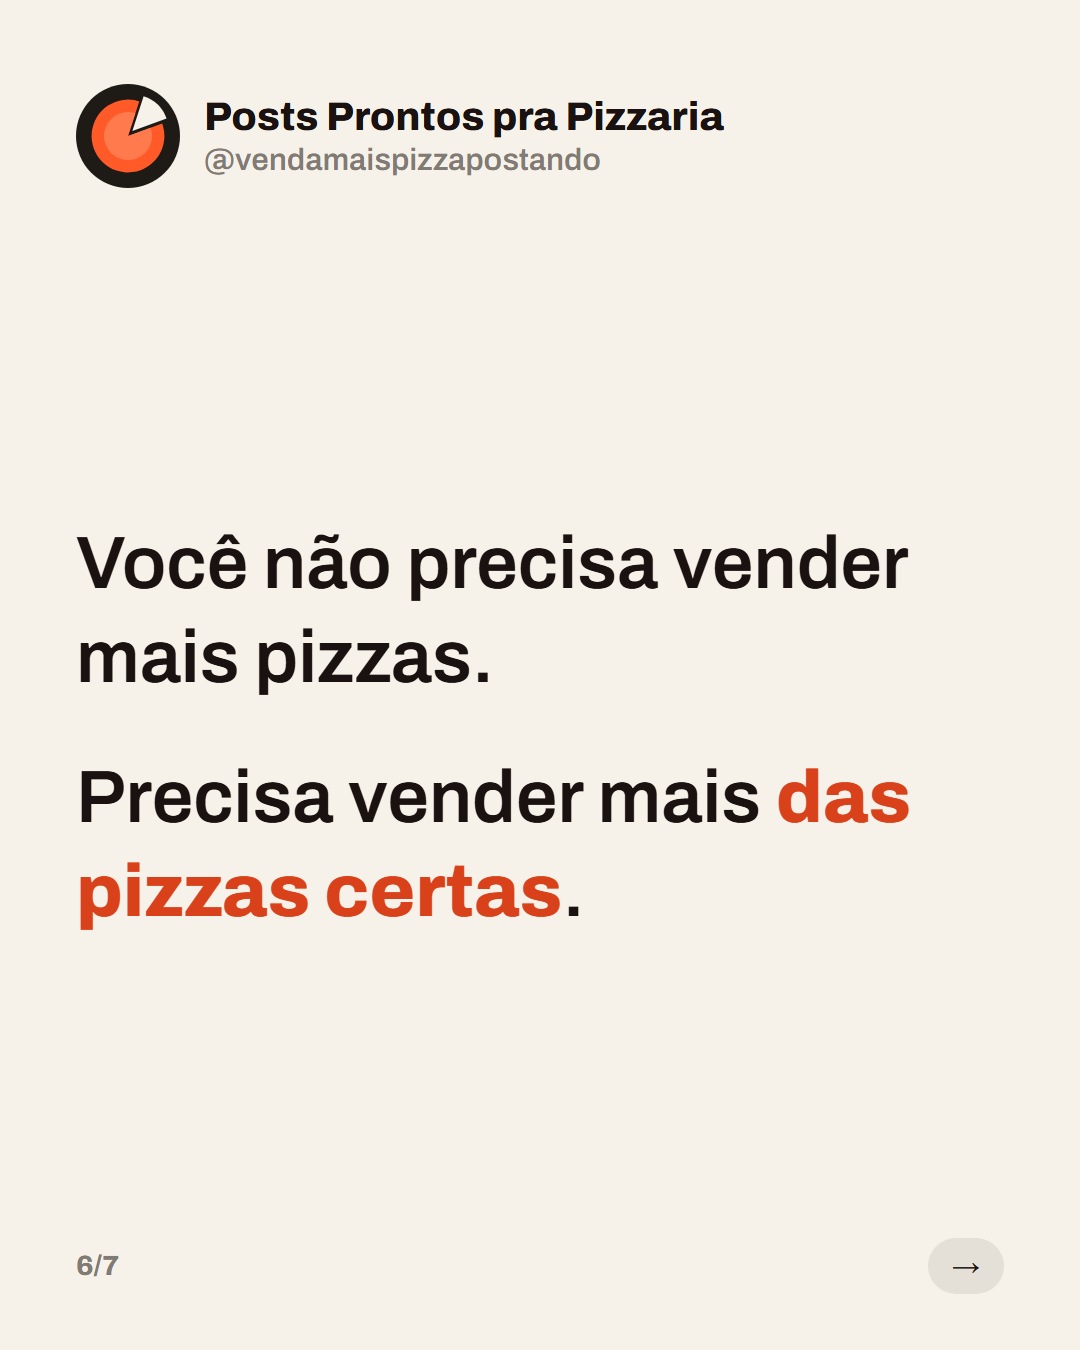 Posts Prontos pra Pizzaria
@vendamaispizzapostando
Você não precisa vender
mais pizzas.
Precisa vender mais das
pizzas certas.
6/7
→